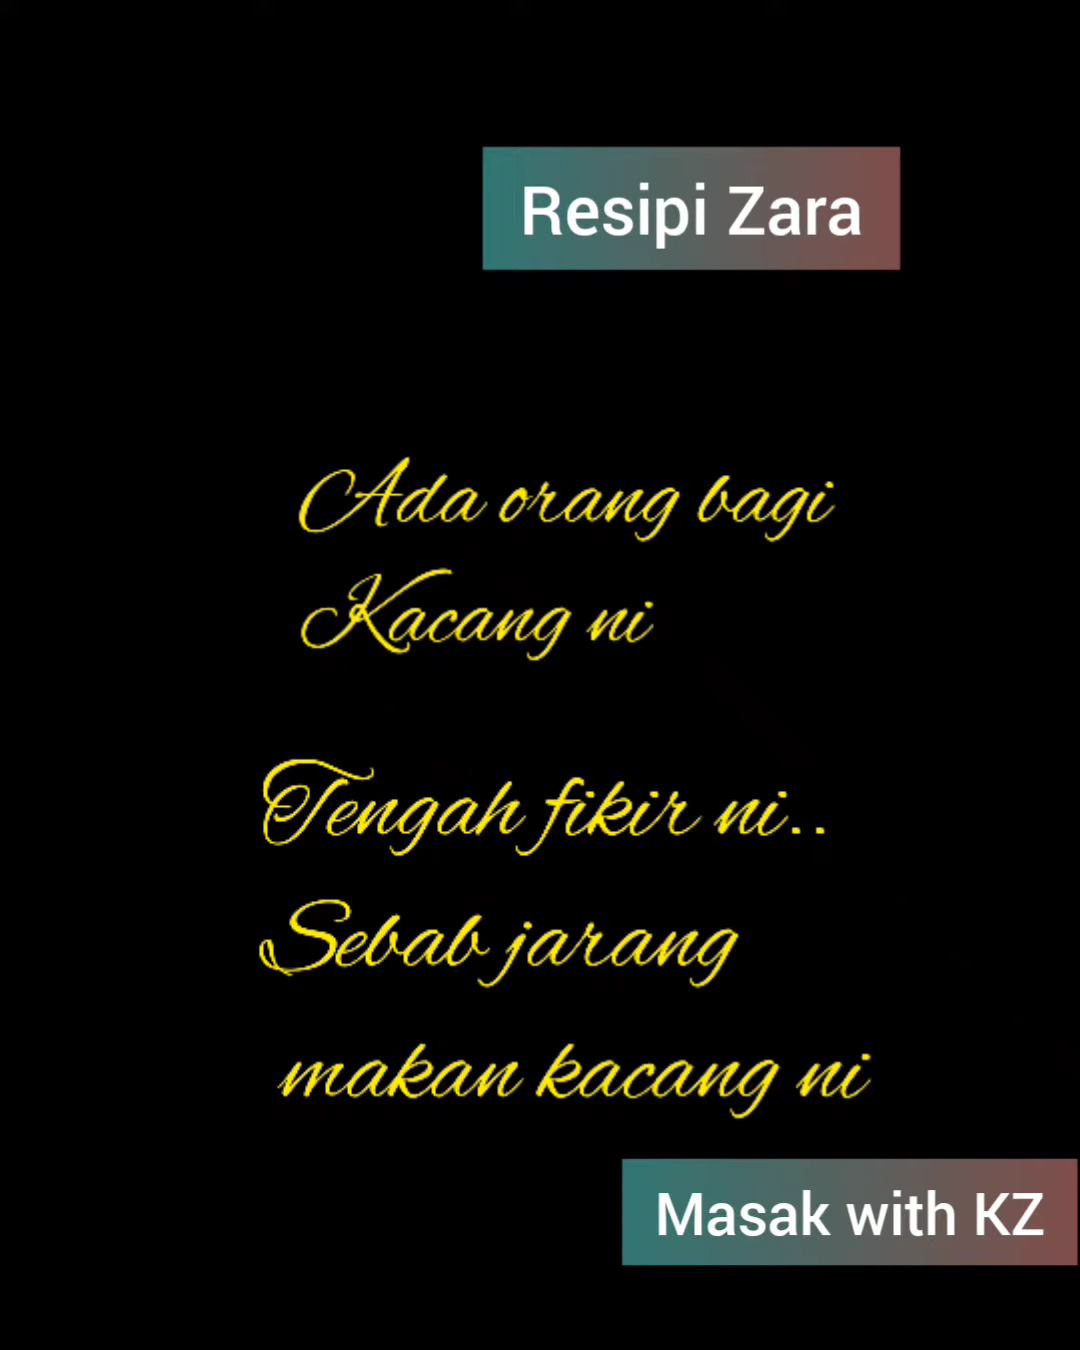 Resipi Zara
Ada orang bagi
Kacang ni
Tengah fikir ni..
Sebab jarang
makan kacang ni
Masak with KZ